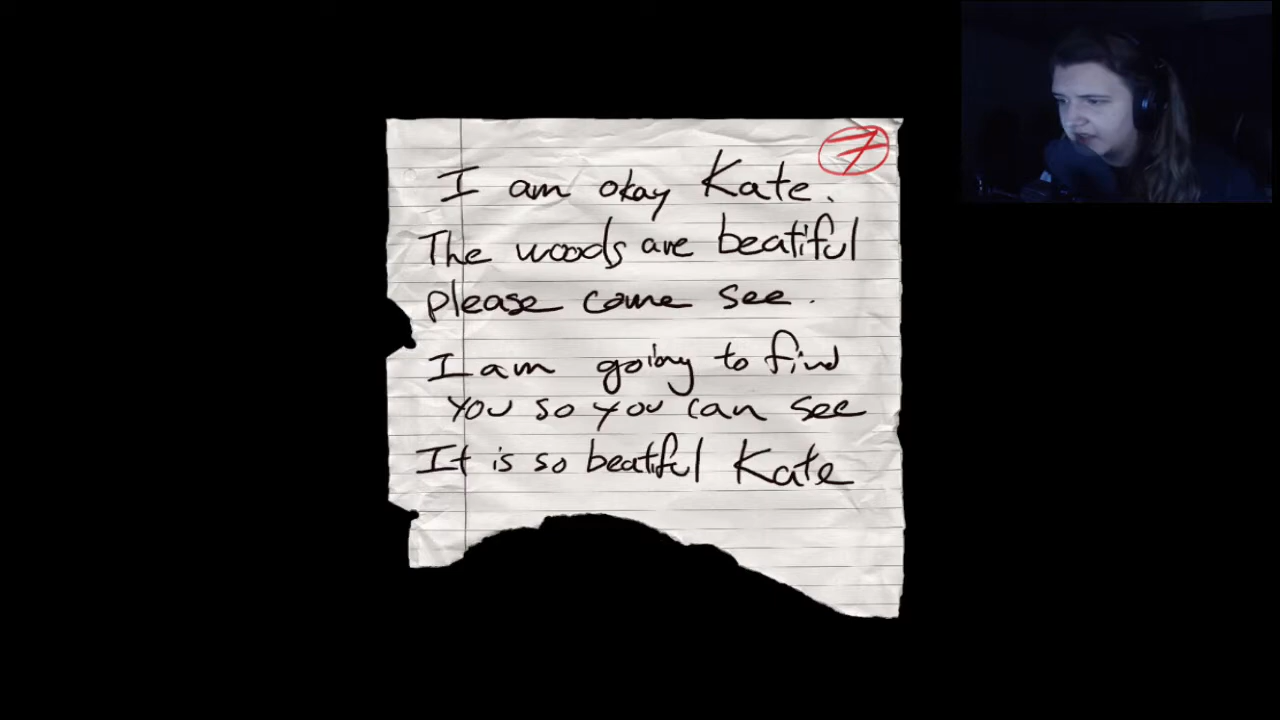 7
I am okay Kate.
The woods are beatiful
please come see.
I am going to find
you so you can see
It is so beatiful Kate